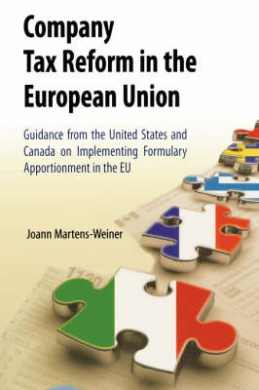 Company
Tax Reform in the
European Union
Guidance from the United States and
Canada on Implementing Formulary
Apportionment in the EU
Joann Martens-Weiner
1120